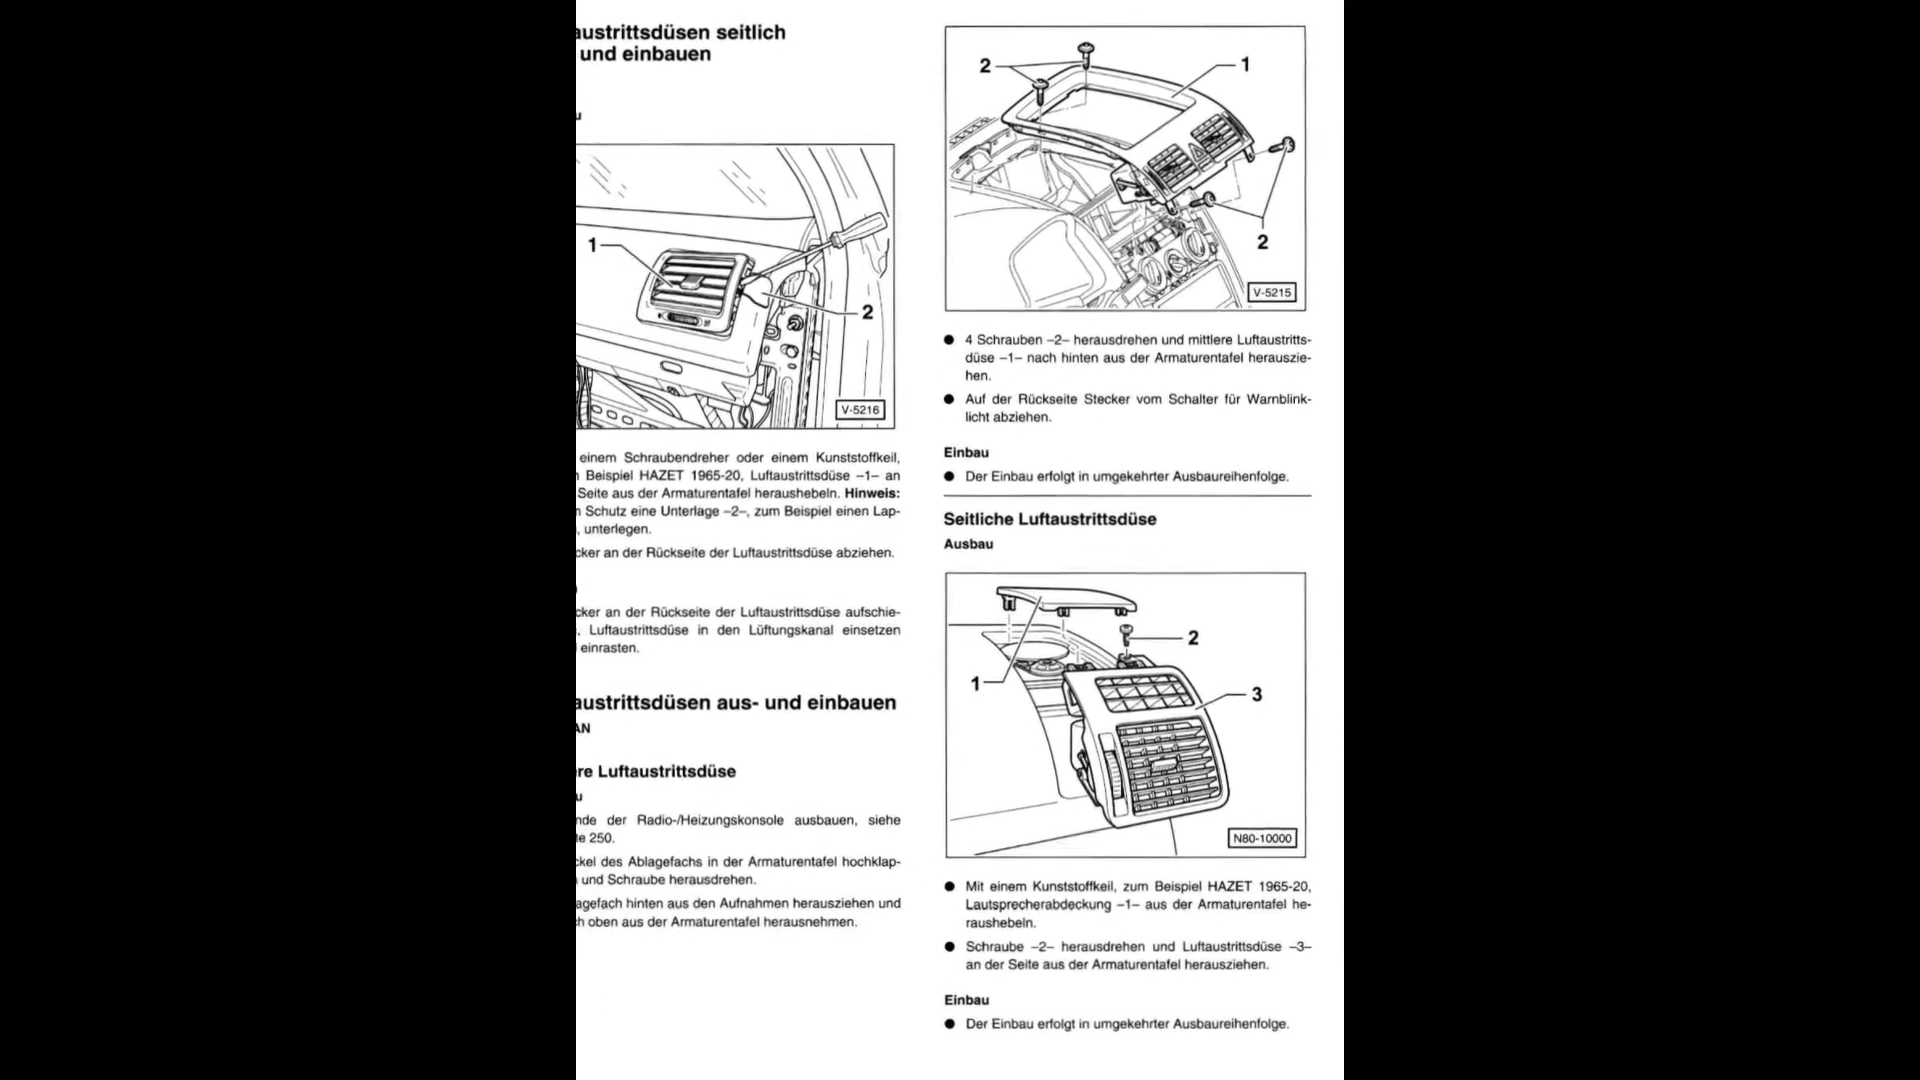 austrittsdüsen seitlich
und einbauen
1
2
V-5216
einem Schraubendreher oder einem Kunststoffkeil,
Beispiel HAZET 1965-20, Luftaustrittsdüse –1– an
Seite aus der Armaturentafel heraushebeln. Hinweis:
Schutz eine Unterlage –2–, zum Beispiel einen Lap-
, unterlegen.
cker an der Rückseite der Luftaustrittsdüse abziehen.
cker an der Rückseite der Luftaustrittsdüse aufschie-
, Luftaustrittsdüse in den Lüftungskanal einsetzen
einrasten.
austrittsdüsen aus- und einbauen
AN
re Luftaustrittsdüse
u
nde der Radio-/Heizungskonsole ausbauen, siehe
te 250.
ckel des Ablagefachs in der Armaturentafel hochklap-
und Schraube herausdrehen.
agefach hinten aus den Aufnahmen herausziehen und
h oben aus der Armaturentafel herausnehmen.
2
1
2
V-5215
● 4 Schrauben –2– herausdrehen und mittlere Luftaustritts-
düse –1– nach hinten aus der Armaturentafel herauszie-
hen.
● Auf der Rückseite Stecker vom Schalter für Warnblink-
licht abziehen.
Einbau
● Der Einbau erfolgt in umgekehrter Ausbaureihenfolge.
Seitliche Luftaustrittsdüse
Ausbau
2
1
3
N80-10000
● Mit einem Kunststoffkeil, zum Beispiel HAZET 1965-20,
Lautsprecherabdeckung –1– aus der Armaturentafel he-
raushebeln.
● Schraube –2– herausdrehen und Luftaustrittsdüse –3–
an der Seite aus der Armaturentafel herausziehen.
Einbau
● Der Einbau erfolgt in umgekehrter Ausbaureihenfolge.